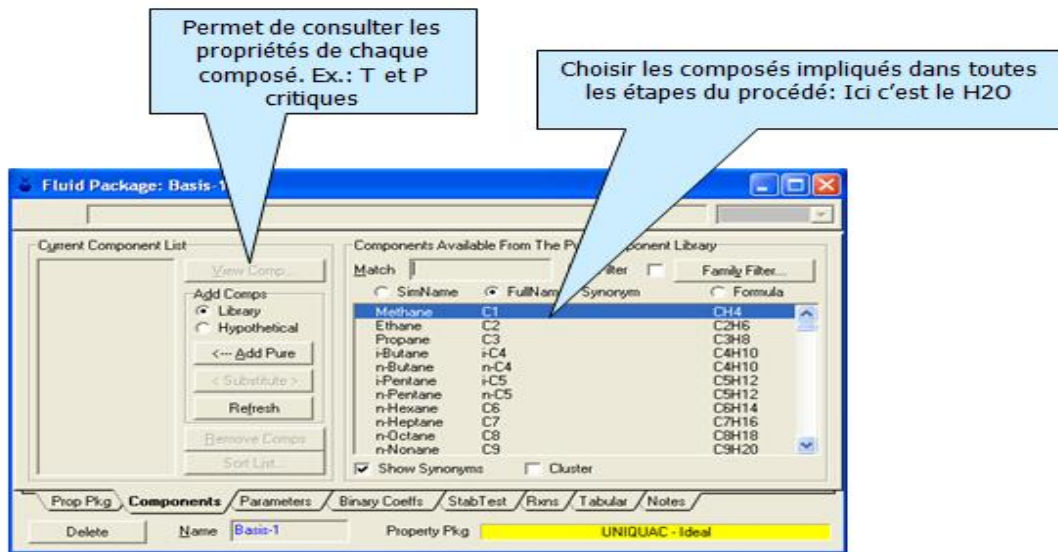 Permet de consulter les
propriétés de chaque
composé. Ex.: T et P
critiques
Choisir les composés impliqués dans toutes
les étapes du procédé: Ici c'est le H2O
Fluid Package: Basis-1
Current Component List
Components Available From The
Library
View Comp...
Match
Family Filter...
Add Comps
SimName
Synonym
Formula
Library
Hypothetical
<--- Add Pure
< Substitute >
Refresh
Remove Comps
Sort List...
Methane C1 CH4
Ethane C2 C2H6
Propane C3 C3H8
i-Butane i-C4 C4H10
n-Butane n-C4 C4H10
i-Pentane i-C5 C5H12
n-Pentane n-C5 C5H12
n-Hexane C6 C6H14
n-Heptane C7 C7H16
n-Octane C8 C8H18
n-Nonane C9 C9H20
Show Synonyms Cluster
Prop Pkg Components Parameters Binary Coeffs StabTest Rxns Tabular Notes
Delete Name Basis-1 Property Pkg UNIQUAC - Ideal